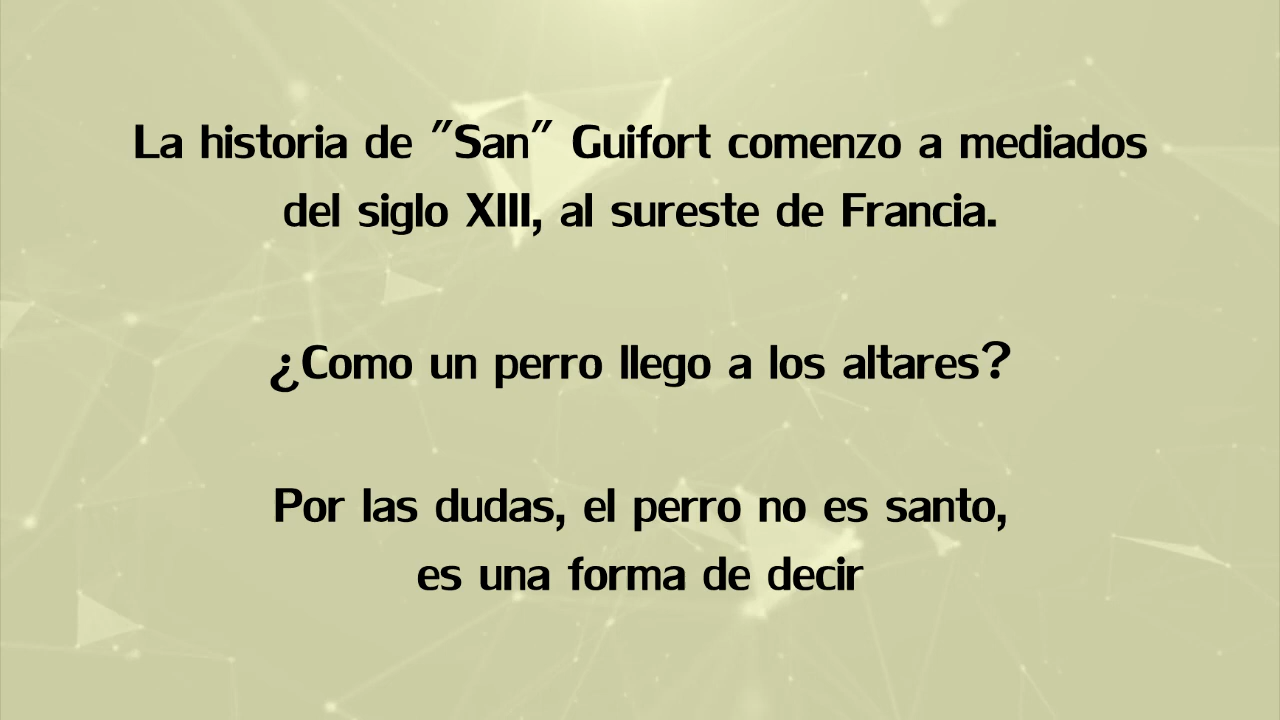 La historia de "San" Guifort comenzo a mediados
del siglo XIII, al sureste de Francia.
¿Como un perro llego a los altares?
Por las dudas, el perro no es santo,
es una forma de decir